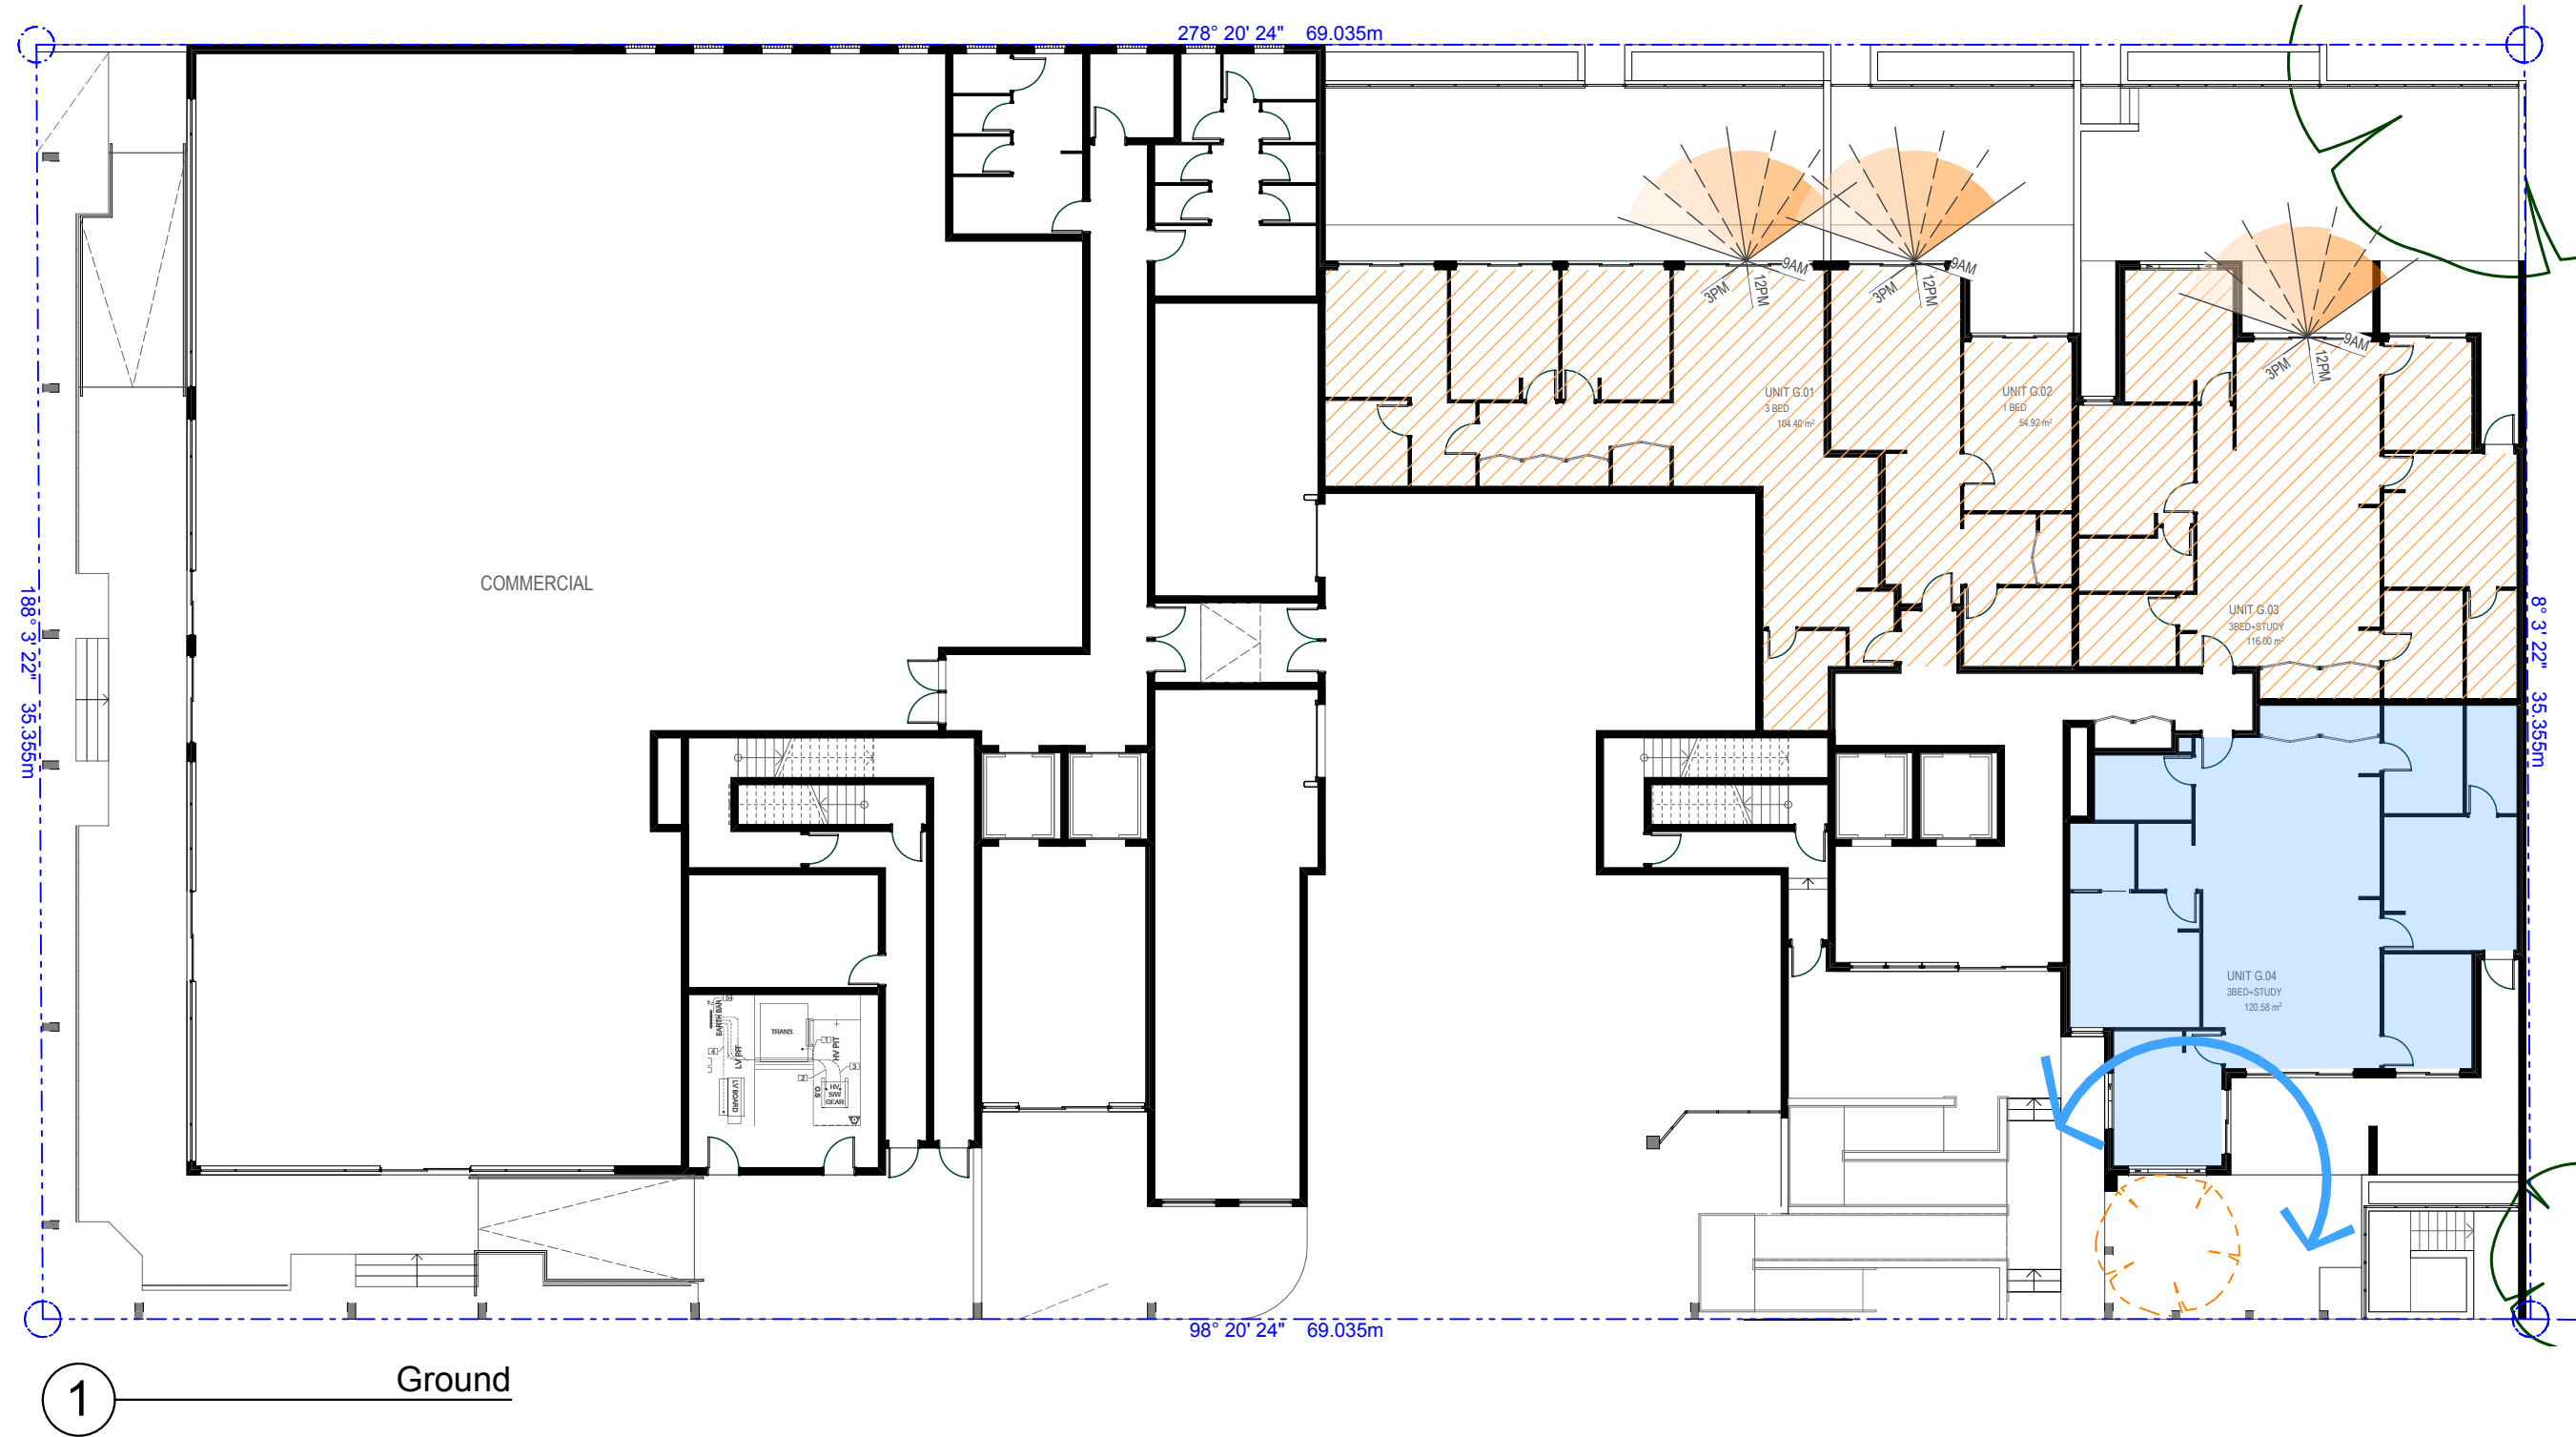 278° 20' 24" 69.035m
9AM
12PM
3PM
9AM
12PM
3PM
9AM
12PM
3PM
UNIT G.01
3 BED
104.40 m²
UNIT G.02
1 BED
54.92 m²
COMMERCIAL
188° 3' 22" 35.355m
8° 3' 22" 35.355m
UNIT G.03
3BED+STUDY
116.00 m²
UNIT G.04
3BED+STUDY
120.58 m²
EARTH BAR
TRANS.
LV PIT
HV PIT
LV BOARD
O.S
HV
S/W
GEAR
98° 20' 24" 69.035m
Ground
1